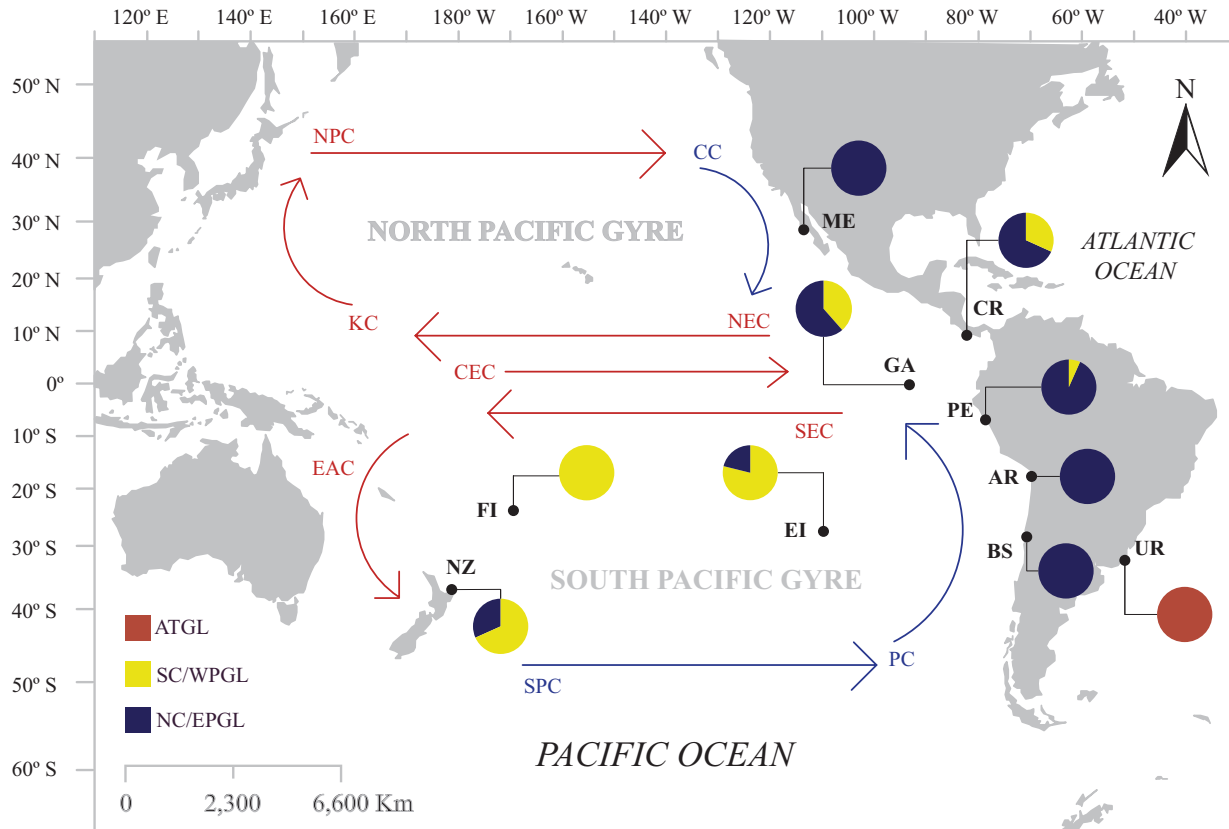 120º E 140º E 160º E 180º W 160º W 140º W 120º W 100º W 80º W 60º W 40º W
50º N
40º N
30º N
20º N
10º N
0º
10º S
20º S
30º S
40º S
50º S
60º S
N
NPC
CC
NORTH PACIFIC GYRE
ME
ATLANTIC
OCEAN
KC
NEC
CR
CEC
GA
PE
SEC
EAC
AR
FI
EI
BS
UR
NZ
SOUTH PACIFIC GYRE
ATGL
SC/WPGL
NC/EPGL
SPC
PC
PACIFIC OCEAN
0 2,300 6,600 Km